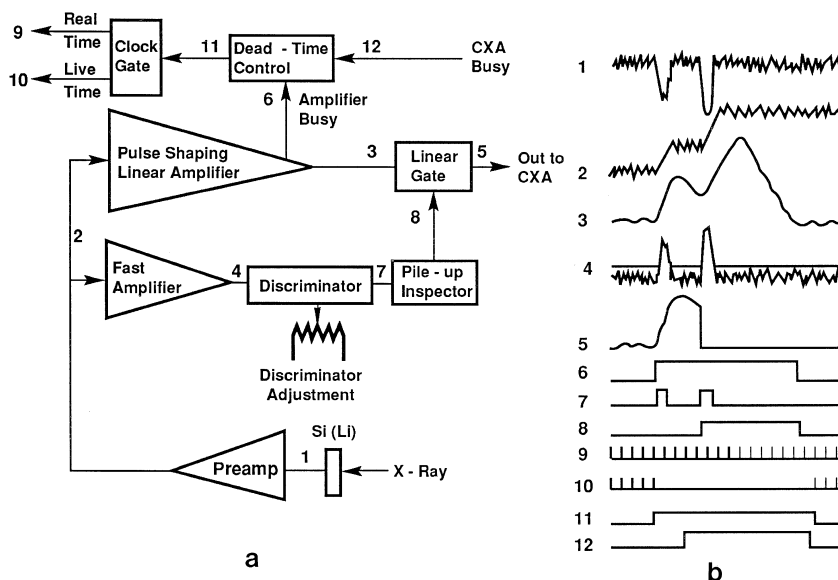 9
Real
Time
10
Live
Time
Clock
Gate
11
Dead - Time
Control
12
CXA
Busy
6
Amplifier
Busy
Pulse Shaping
Linear Amplifier
3
Linear
Gate
5
Out to
CXA
8
2
Fast
Amplifier
4
Discriminator
7
Pile - up
Inspector
Discriminator
Adjustment
Si (Li)
Preamp
1
X - Ray
a
1
2
3
4
5
6
7
8
9
10
11
12
b